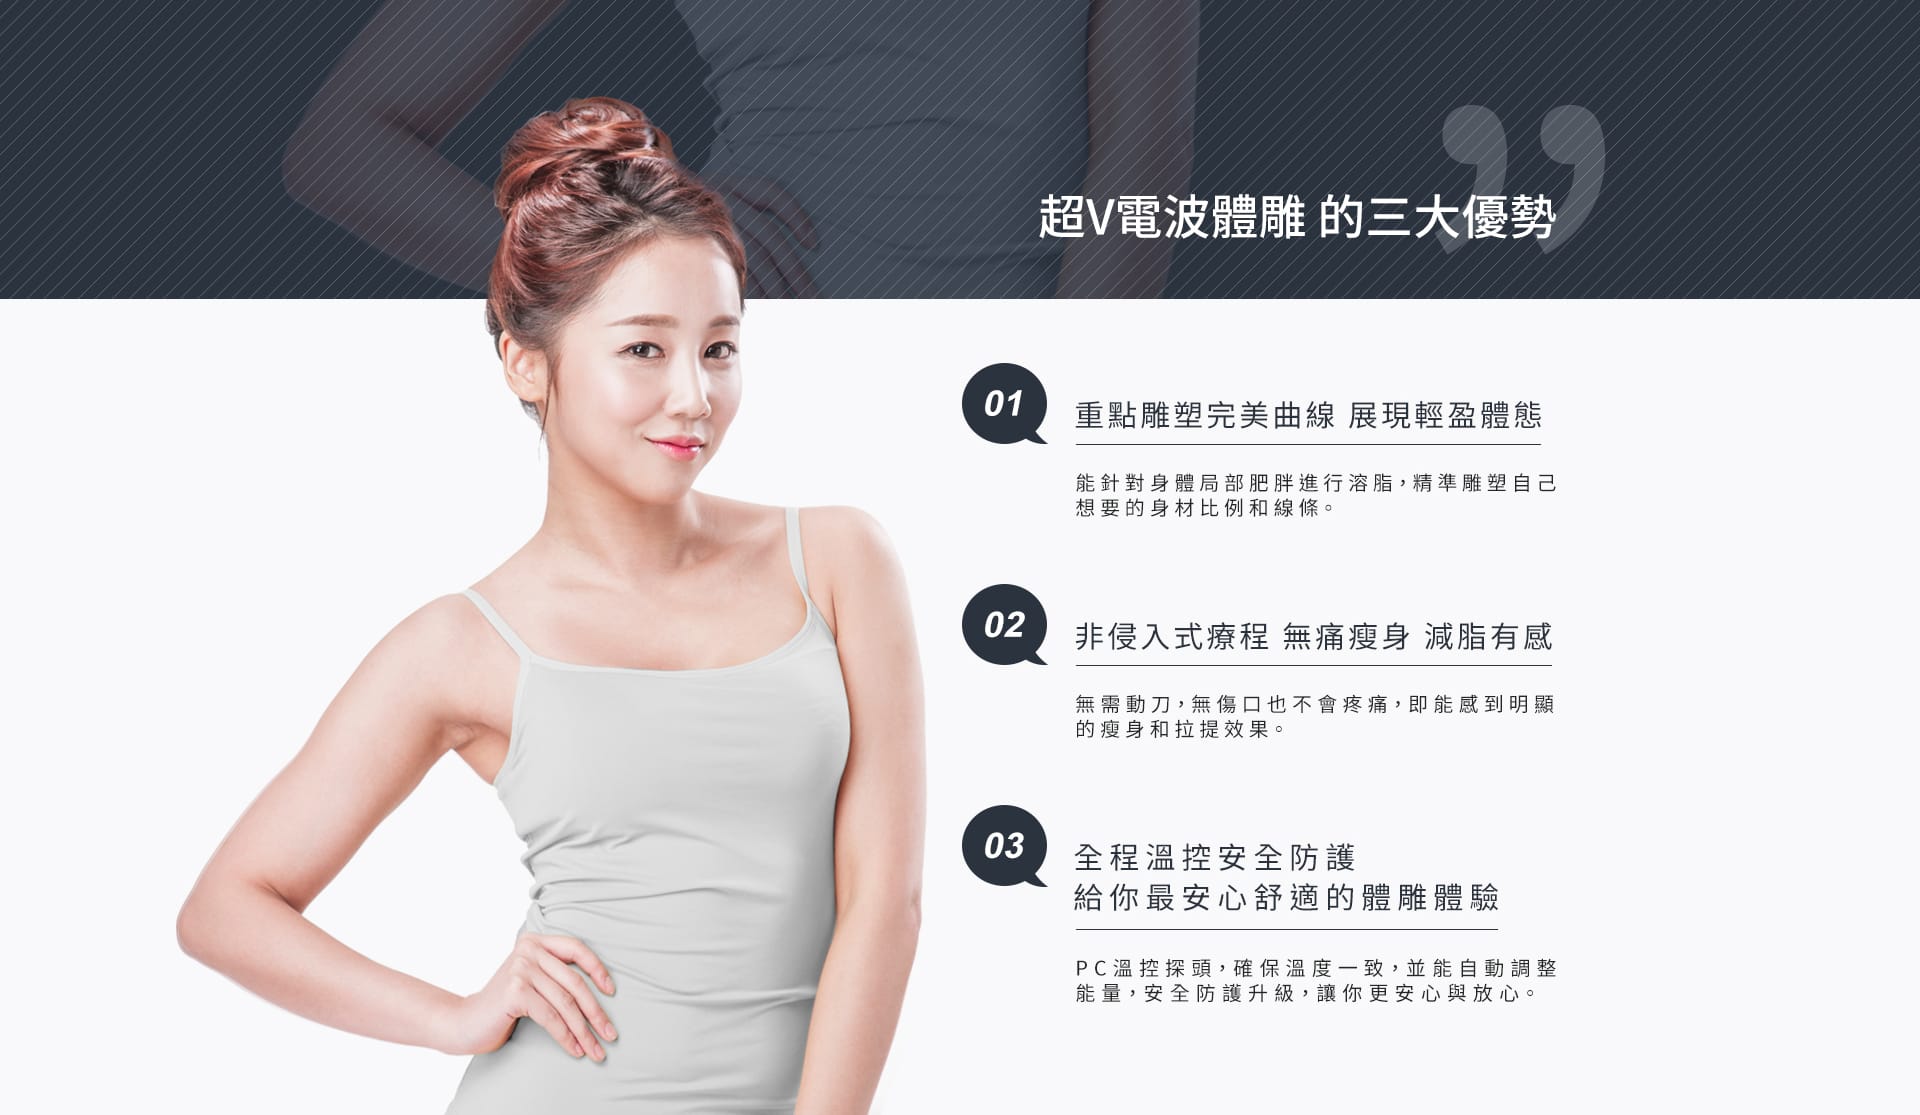 超V電波體雕 的三大優勢
01
重點雕塑完美曲線 展現輕盈體態
能針對身體局部肥胖進行溶脂，精準雕塑自己
想要的身材比例和線條。
02
非侵入式療程 無痛瘦身 減脂有感
無需動刀，無傷口也不會疼痛，即能感到明顯
的瘦身和拉提效果。
03
全程溫控安全防護
給你最安心舒適的體雕體驗
PC溫控探頭，確保溫度一致，並能自動調整
能量，安全防護升級，讓你更安心與放心。